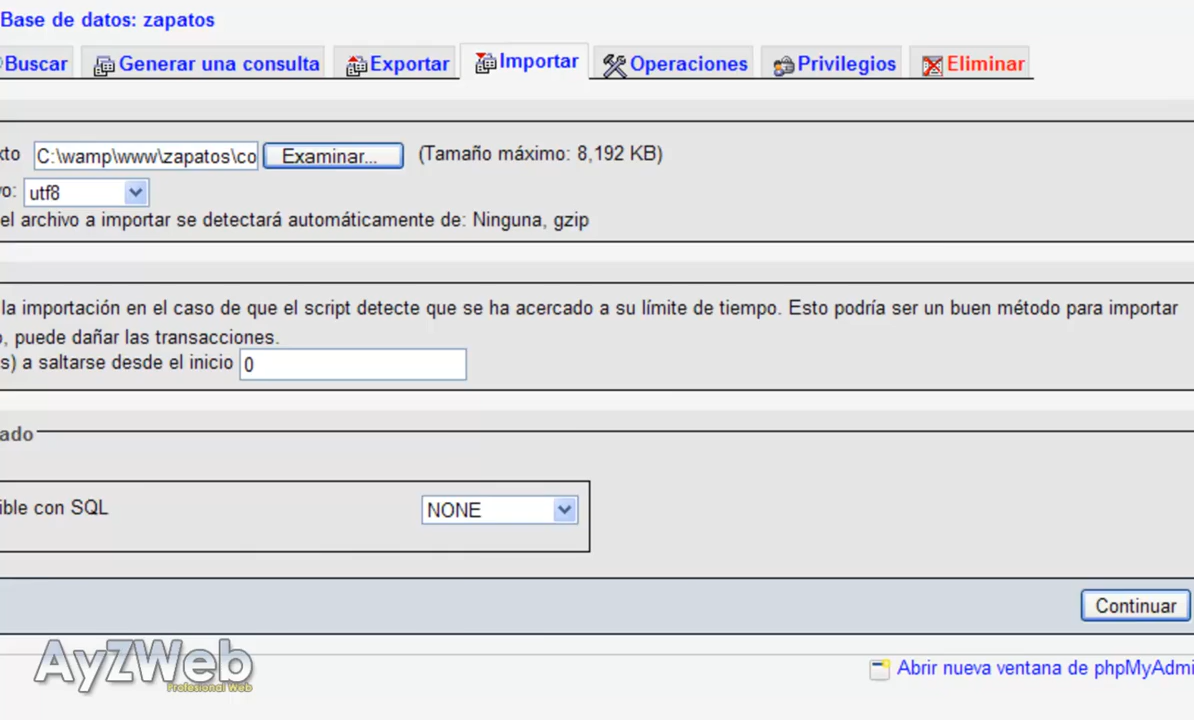 Base de datos: zapatos
Buscar Generar una consulta Exportar Importar Operaciones Privilegios Eliminar
xto C:\wamp\www\zapatos\co Examinar... (Tamaño máximo: 8,192 KB)
vo: utf8
el archivo a importar se detectará automáticamente de: Ninguna, gzip
la importación en el caso de que el script detecte que se ha acercado a su límite de tiempo. Esto podría ser un buen método para importar
o, puede dañar las transacciones.
s) a saltarse desde el inicio 0
ado
ible con SQL NONE
Continuar
AyZWeb
Profesional Web
Abrir nueva ventana de phpMyAdmi